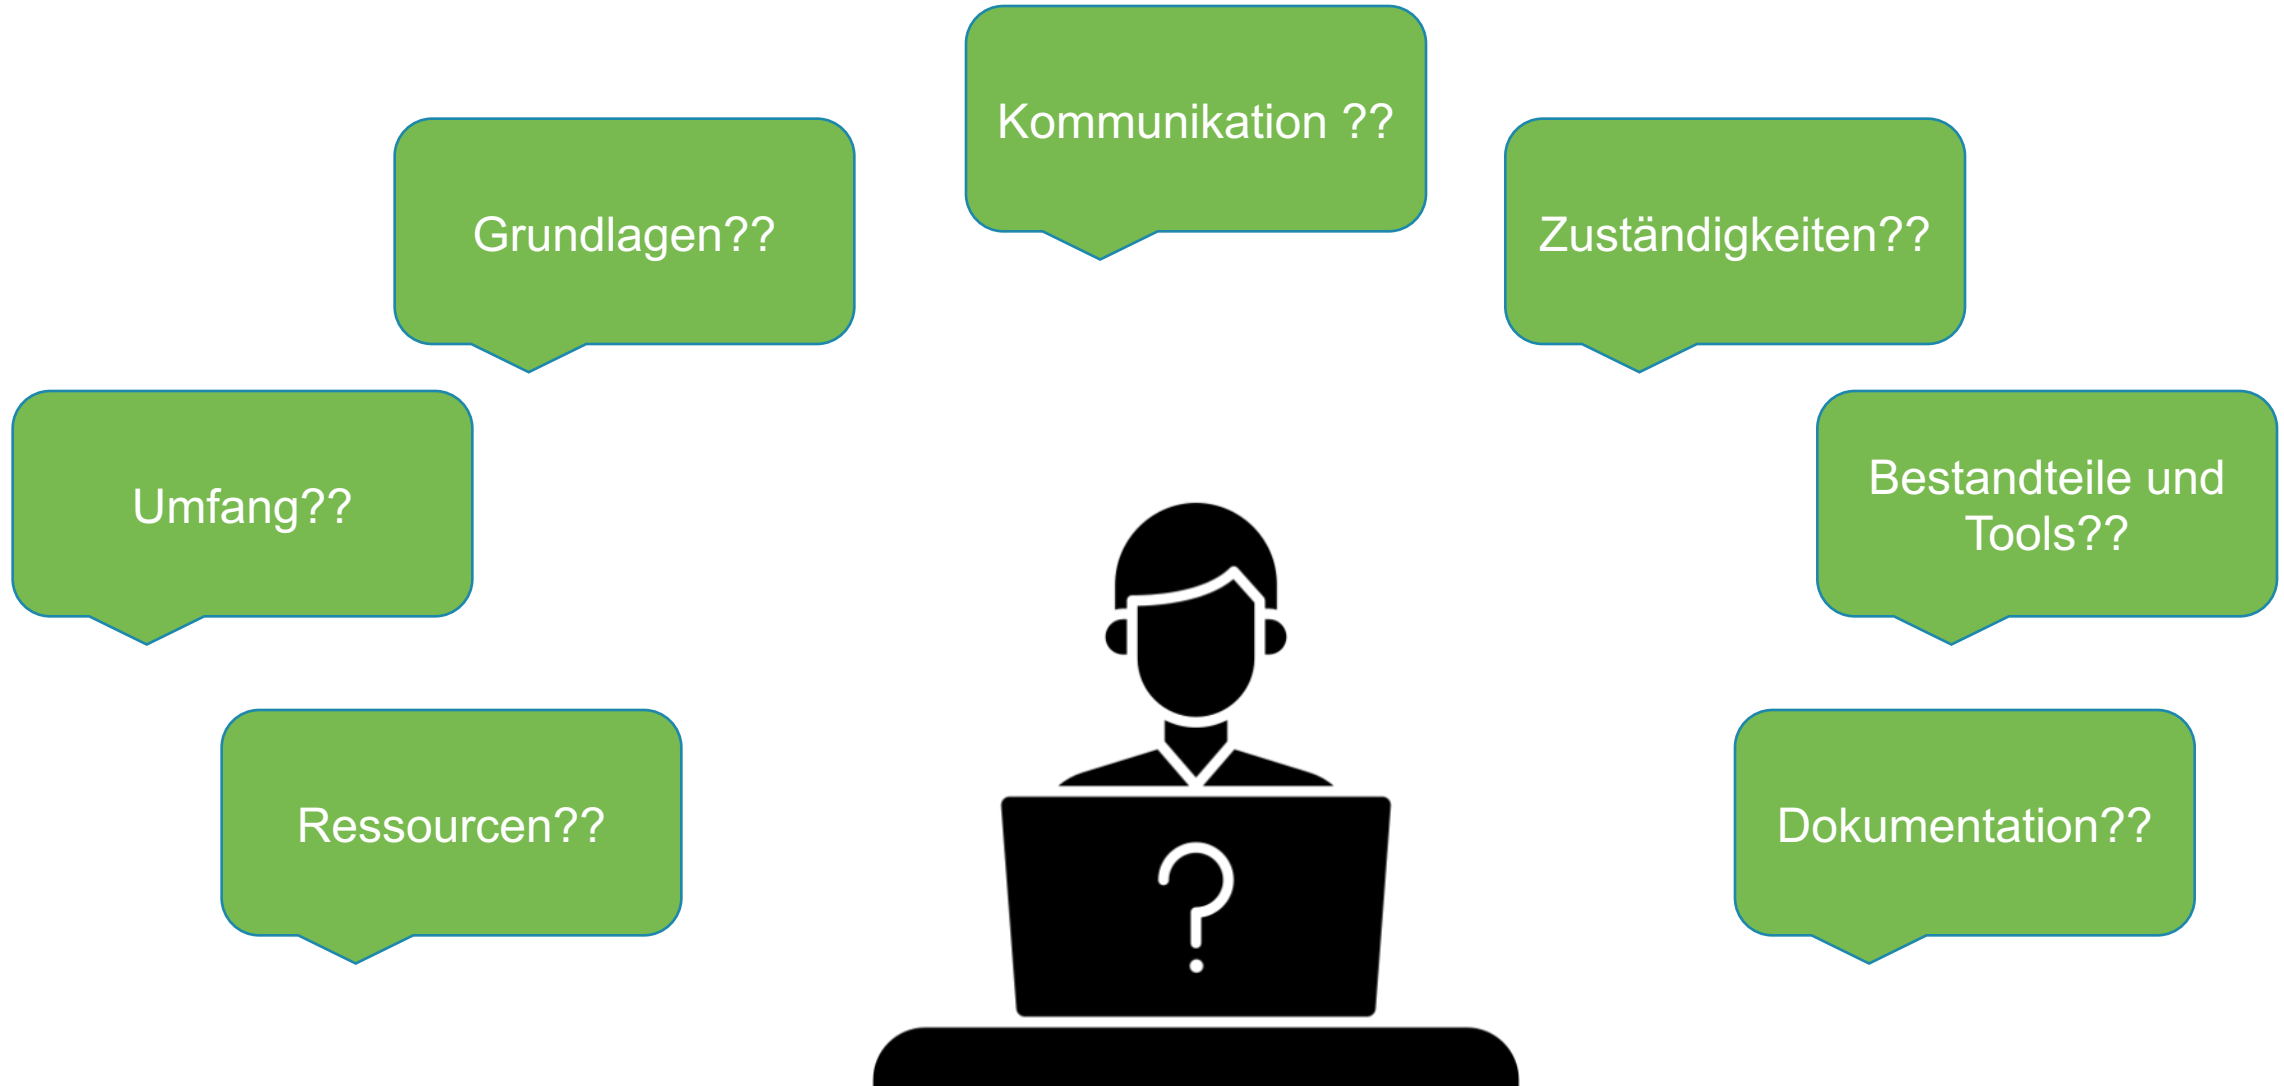 Kommunikation ??
Grundlagen??
Zuständigkeiten??
Umfang??
Bestandteile und
Tools??
Ressourcen??
Dokumentation??
?